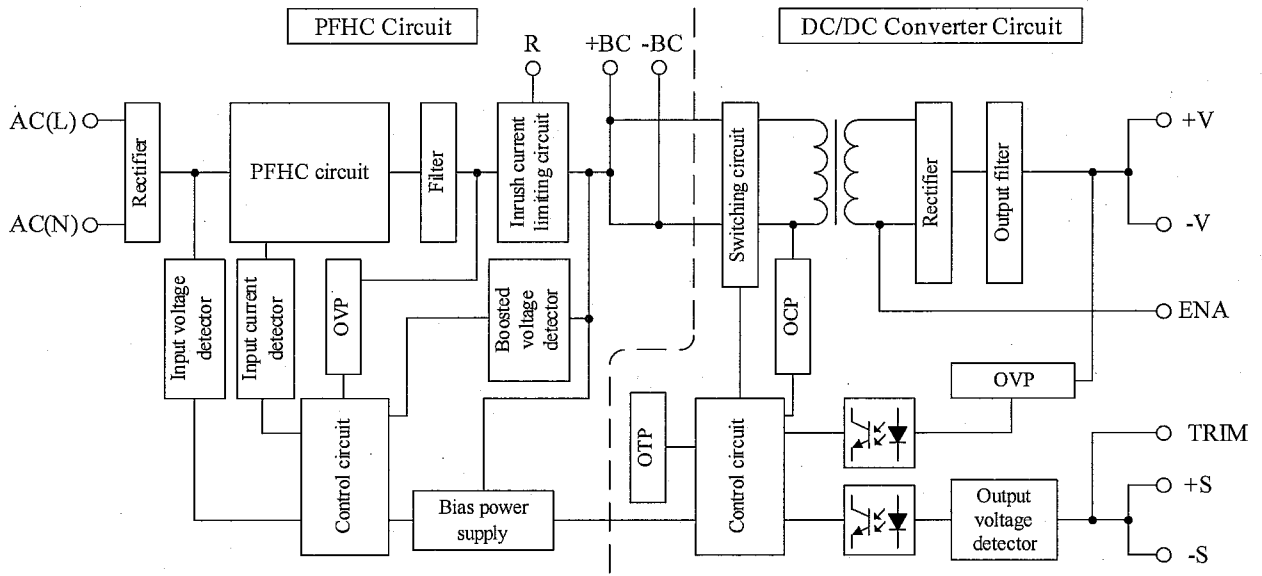 PFHC Circuit
DC/DC Converter Circuit
R
+BC
-BC
AC(L)
AC(N)
Rectifier
PFHC circuit
Filter
Inrush current
limiting circuit
Switching circuit
Rectifier
Output filter
+V
-V
ENA
Input voltage
detector
Input current
detector
OVP
Boosted
voltage
detector
OCP
OVP
Control circuit
Bias power
supply
OTP
Control circuit
Output
voltage
detector
TRIM
+S
-S